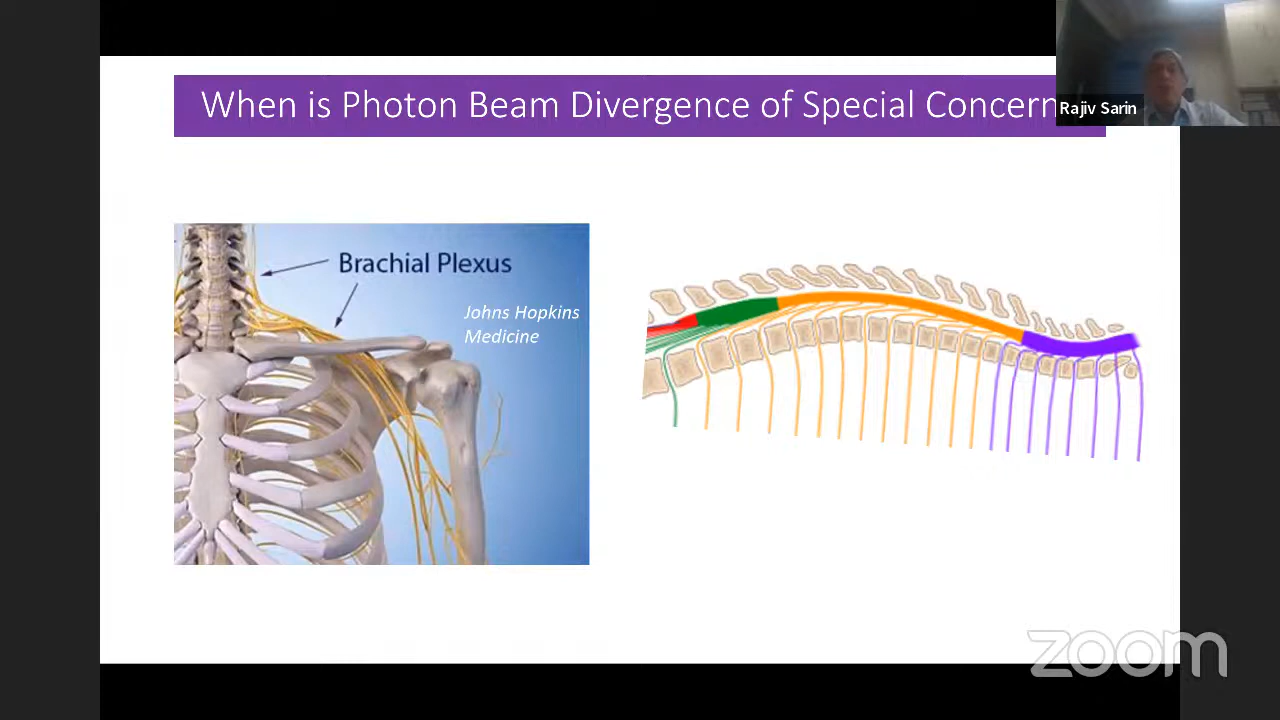 When is Photon Beam Divergence of Special Concern
Rajiv Sarin
Brachial Plexus
Johns Hopkins
Medicine
zoom